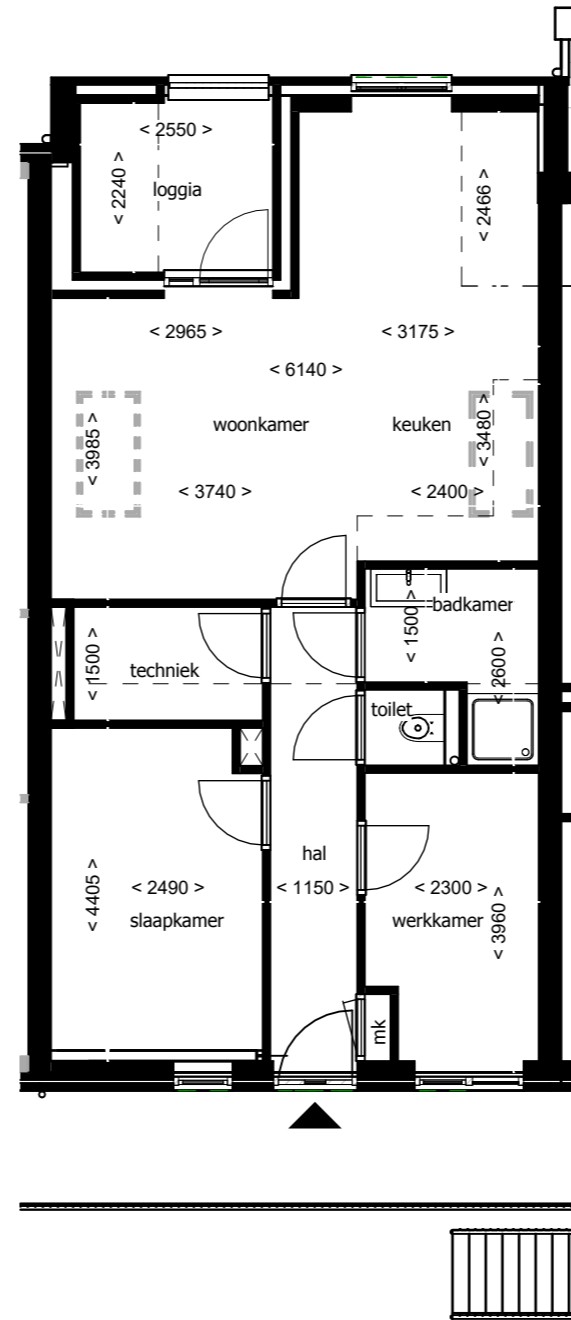 < 2550 >
< 2240 >
loggia
< 2466 >
< 2965 >
< 3175 >
< 6140 >
woonkamer
keuken
< 3985 >
< 3480 >
< 3740 >
< 2400 >
badkamer
< 1500 >
< 1500 >
techniek
< 2600 >
toilet
hal
< 4405 >
< 2490 >
< 1150 >
< 2300 >
slaapkamer
werkkamer
< 3960 >
mk